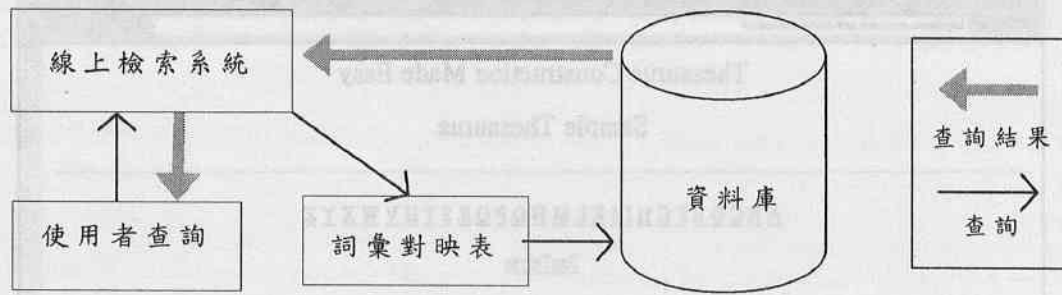 線上檢索系統
使用者查詢
詞彙對映表
資料庫
查詢結果
查詢
Thesaurus Construction Made Easy
Sample Thesaurus